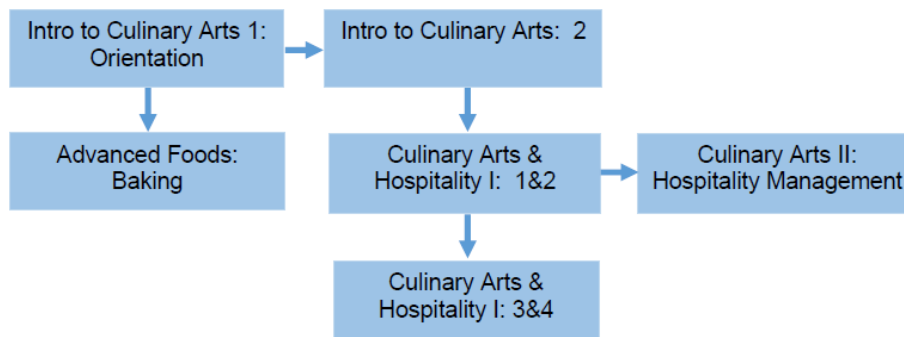 Intro to Culinary Arts 1:
Orientation
Intro to Culinary Arts:  2
Advanced Foods:
Baking
Culinary Arts &
Hospitality I:  1&2
Culinary Arts II:
Hospitality Management
Culinary Arts &
Hospitality I: 3&4